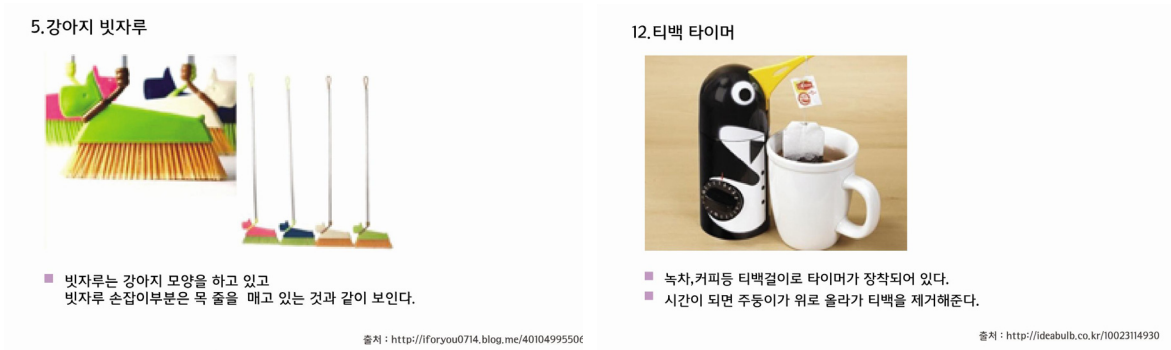 5.강아지 빗자루
빗자루는 강아지 모양을 하고 있고
빗자루 손잡이부분은 목 줄을 매고 있는 것과 같이 보인다.
출처 : http://iforyou0714.blog.me/40104995506
12.티백 타이머
녹차,커피등 티백걸이로 타이머가 장착되어 있다.
시간이 되면 주둥이가 위로 올라가 티백을 제거해준다.
출처 : http://ideabulb.co.kr/10023114930